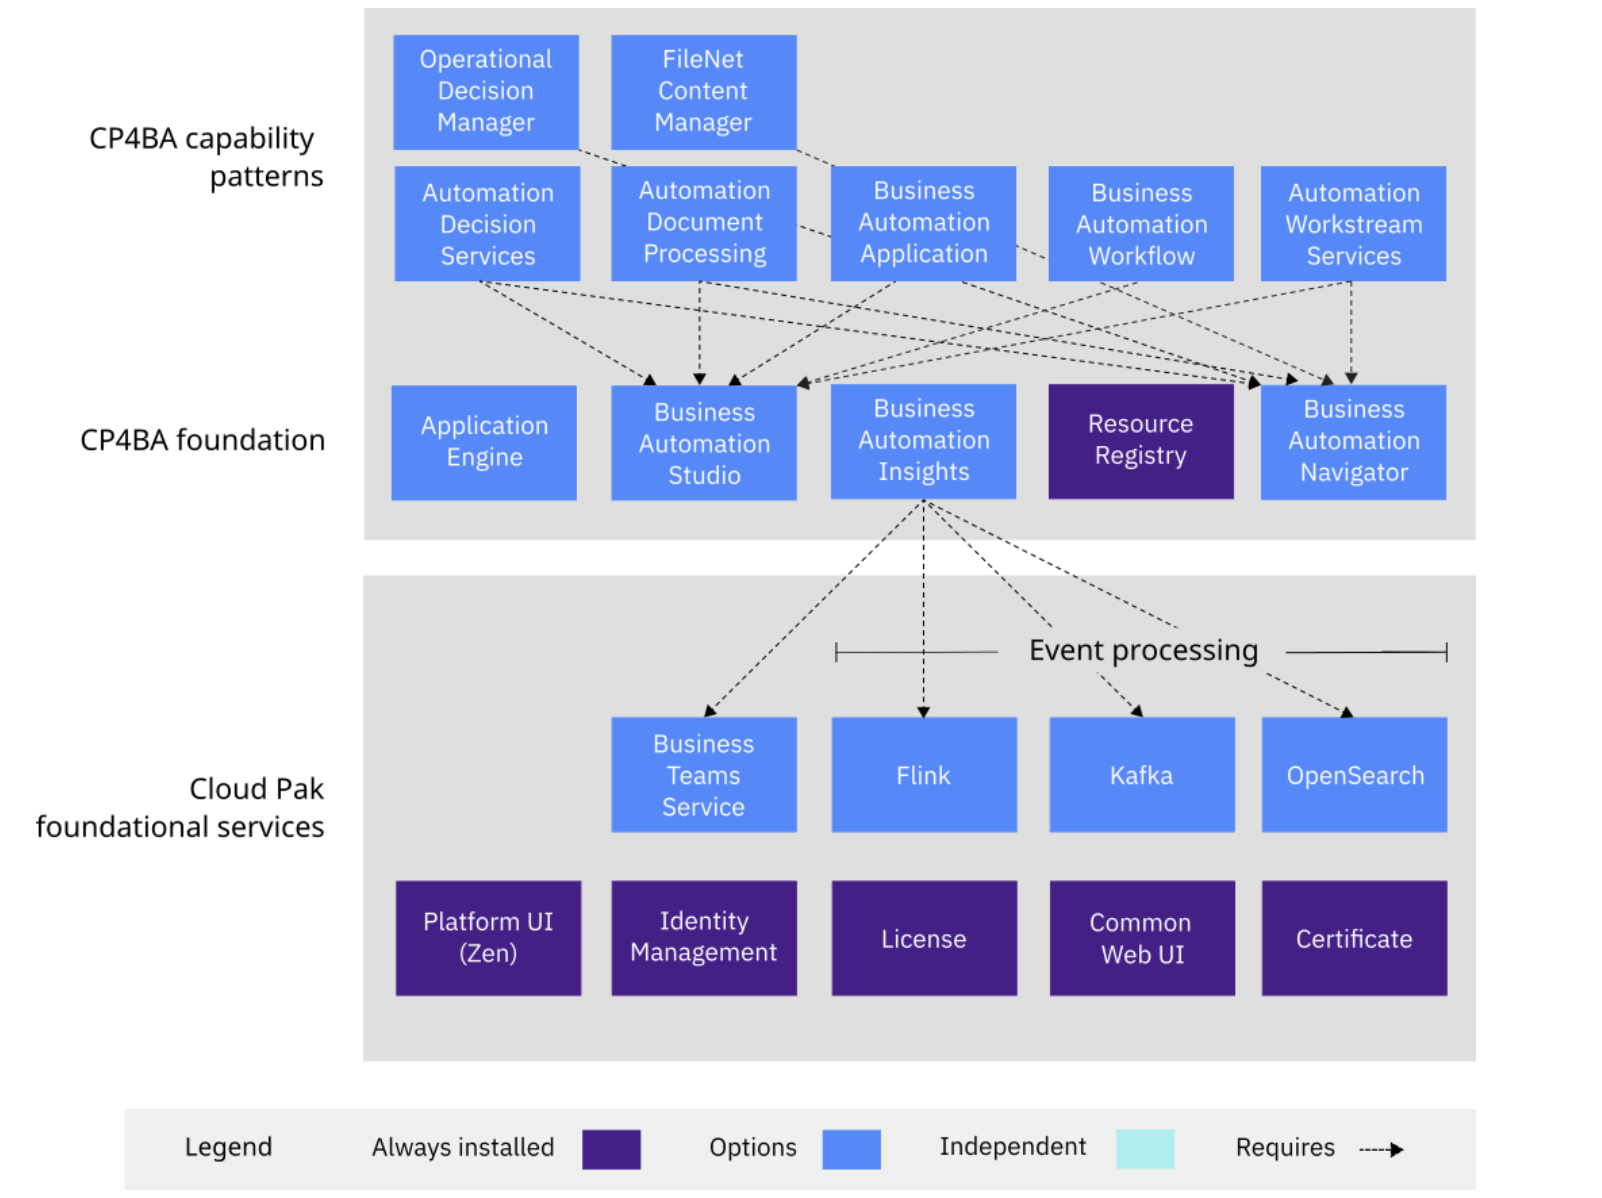 Operational
Decision
Manager
FileNet
Content
Manager
CP4BA capability
patterns
Automation
Decision
Services
Automation
Document
Processing
Business
Automation
Application
Business
Automation
Workflow
Automation
Workstream
Services
CP4BA foundation
Application
Engine
Business
Automation
Studio
Business
Automation
Insights
Resource
Registry
Business
Automation
Navigator
Event processing
Cloud Pak
foundational services
Business
Teams
Service
Flink
Kafka
OpenSearch
Platform UI
(Zen)
Identity
Management
License
Common
Web UI
Certificate
Legend
Always installed
Options
Independent
Requires